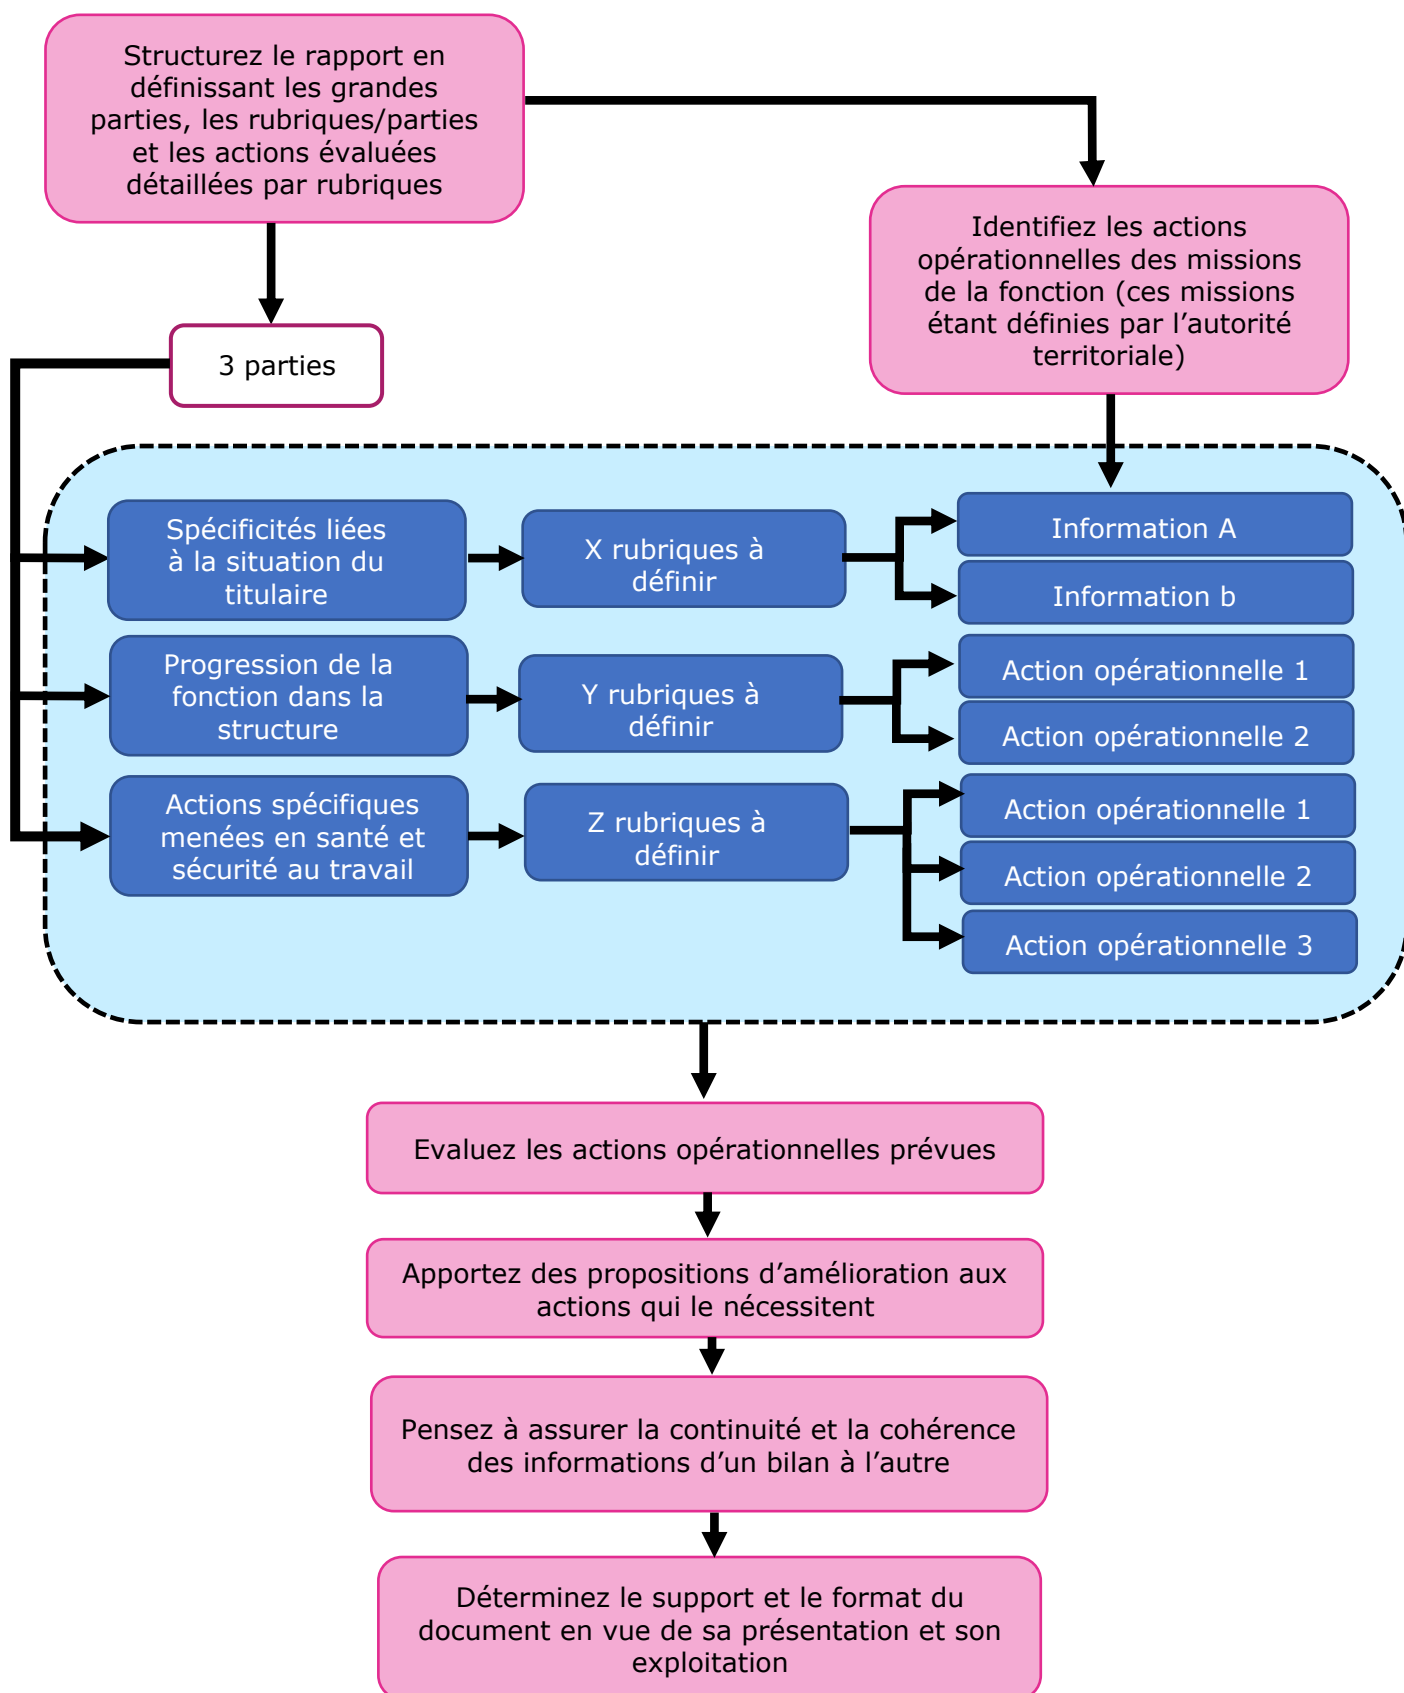 Structurez le rapport en
définissant les grandes
parties, les rubriques/parties
et les actions évaluées
détaillées par rubriques
Identifiez les actions
opérationnelles des missions
de la fonction (ces missions
étant définies par l’autorité
territoriale)
3 parties
Spécificités liées
à la situation du
titulaire
X rubriques à
définir
Information A
Information b
Progression de la
fonction dans la
structure
Y rubriques à
définir
Action opérationnelle 1
Action opérationnelle 2
Actions spécifiques
menées en santé et
sécurité au travail
Z rubriques à
définir
Action opérationnelle 1
Action opérationnelle 2
Action opérationnelle 3
Evaluez les actions opérationnelles prévues
Apportez des propositions d’amélioration aux
actions qui le nécessitent
Pensez à assurer la continuité et la cohérence
des informations d’un bilan à l’autre
Déterminez le support et le format du
document en vue de sa présentation et son
exploitation